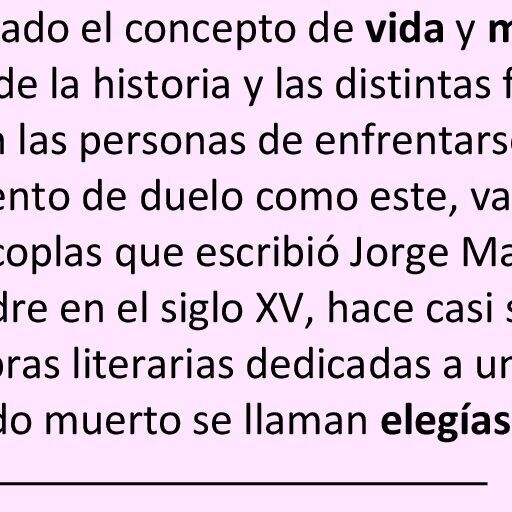 ado el concepto de vida y m
de la historia y las distintas f
n las personas de enfrentars
ento de duelo como este, va
coplas que escribió Jorge Ma
dre en el siglo XV, hace casi s
bras literarias dedicadas a un
do muerto se llaman elegías